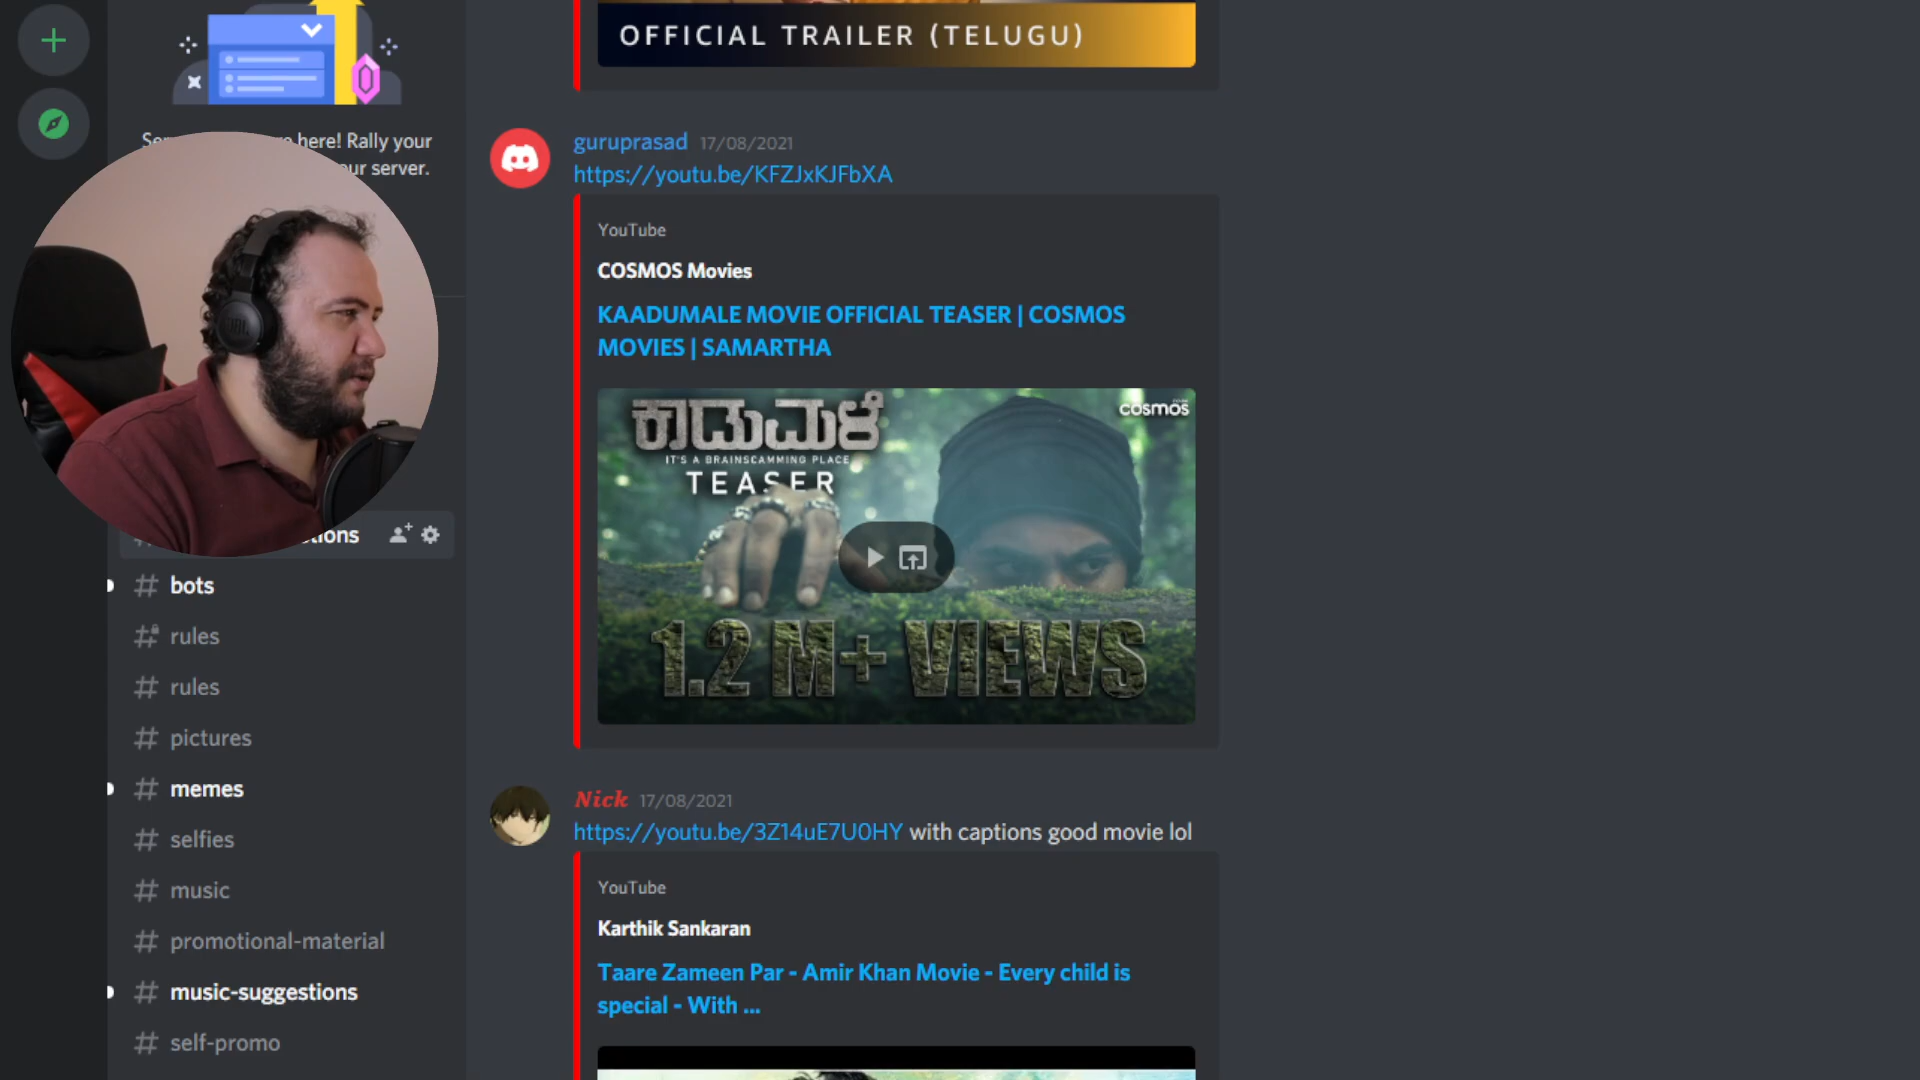 OFFICIAL TRAILER (TELUGU)
here! Rally your
server.
guruprasad 17/08/2021
https://youtu.be/KFZJxKJFbXA
YouTube
COSMOS Movies
KAADUMALE MOVIE OFFICIAL TEASER | COSMOS
MOVIES | SAMARTHA
ಕಾಡುಮಳೆ
cosmos
IT'S A BRAINSCAMMING PLACE
TEASER
1.2 M+ VIEWS
# bots
# rules
# rules
# pictures
# memes
# selfies
# music
# promotional-material
# music-suggestions
# self-promo
Nick 17/08/2021
https://youtu.be/3Z14uE7U0HY with captions good movie lol
YouTube
Karthik Sankaran
Taare Zameen Par - Amir Khan Movie - Every child is
special - With ...
JBL